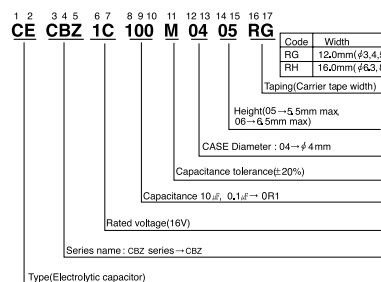 1 2 3 4 5 6 7 8 9 10 11 12 13 14 15 16 17
CE CBZ 1C 100 M 04 05 RG
Code Width
RG 12.0mm(ϕ3,4,5
RH 16.0mm(ϕ6.3,8
Taping(Carrier tape width)
Height(05→5.5mm max,
06→6.5mm max)
CASE Diameter : 04→ϕ4mm
Capacitance tolerance(±20%)
Capacitance 10㎌, 0.1㎌→ 0R1
Rated voltage(16V)
Series name : CBZ series→CBZ
Type(Electrolytic capacitor)